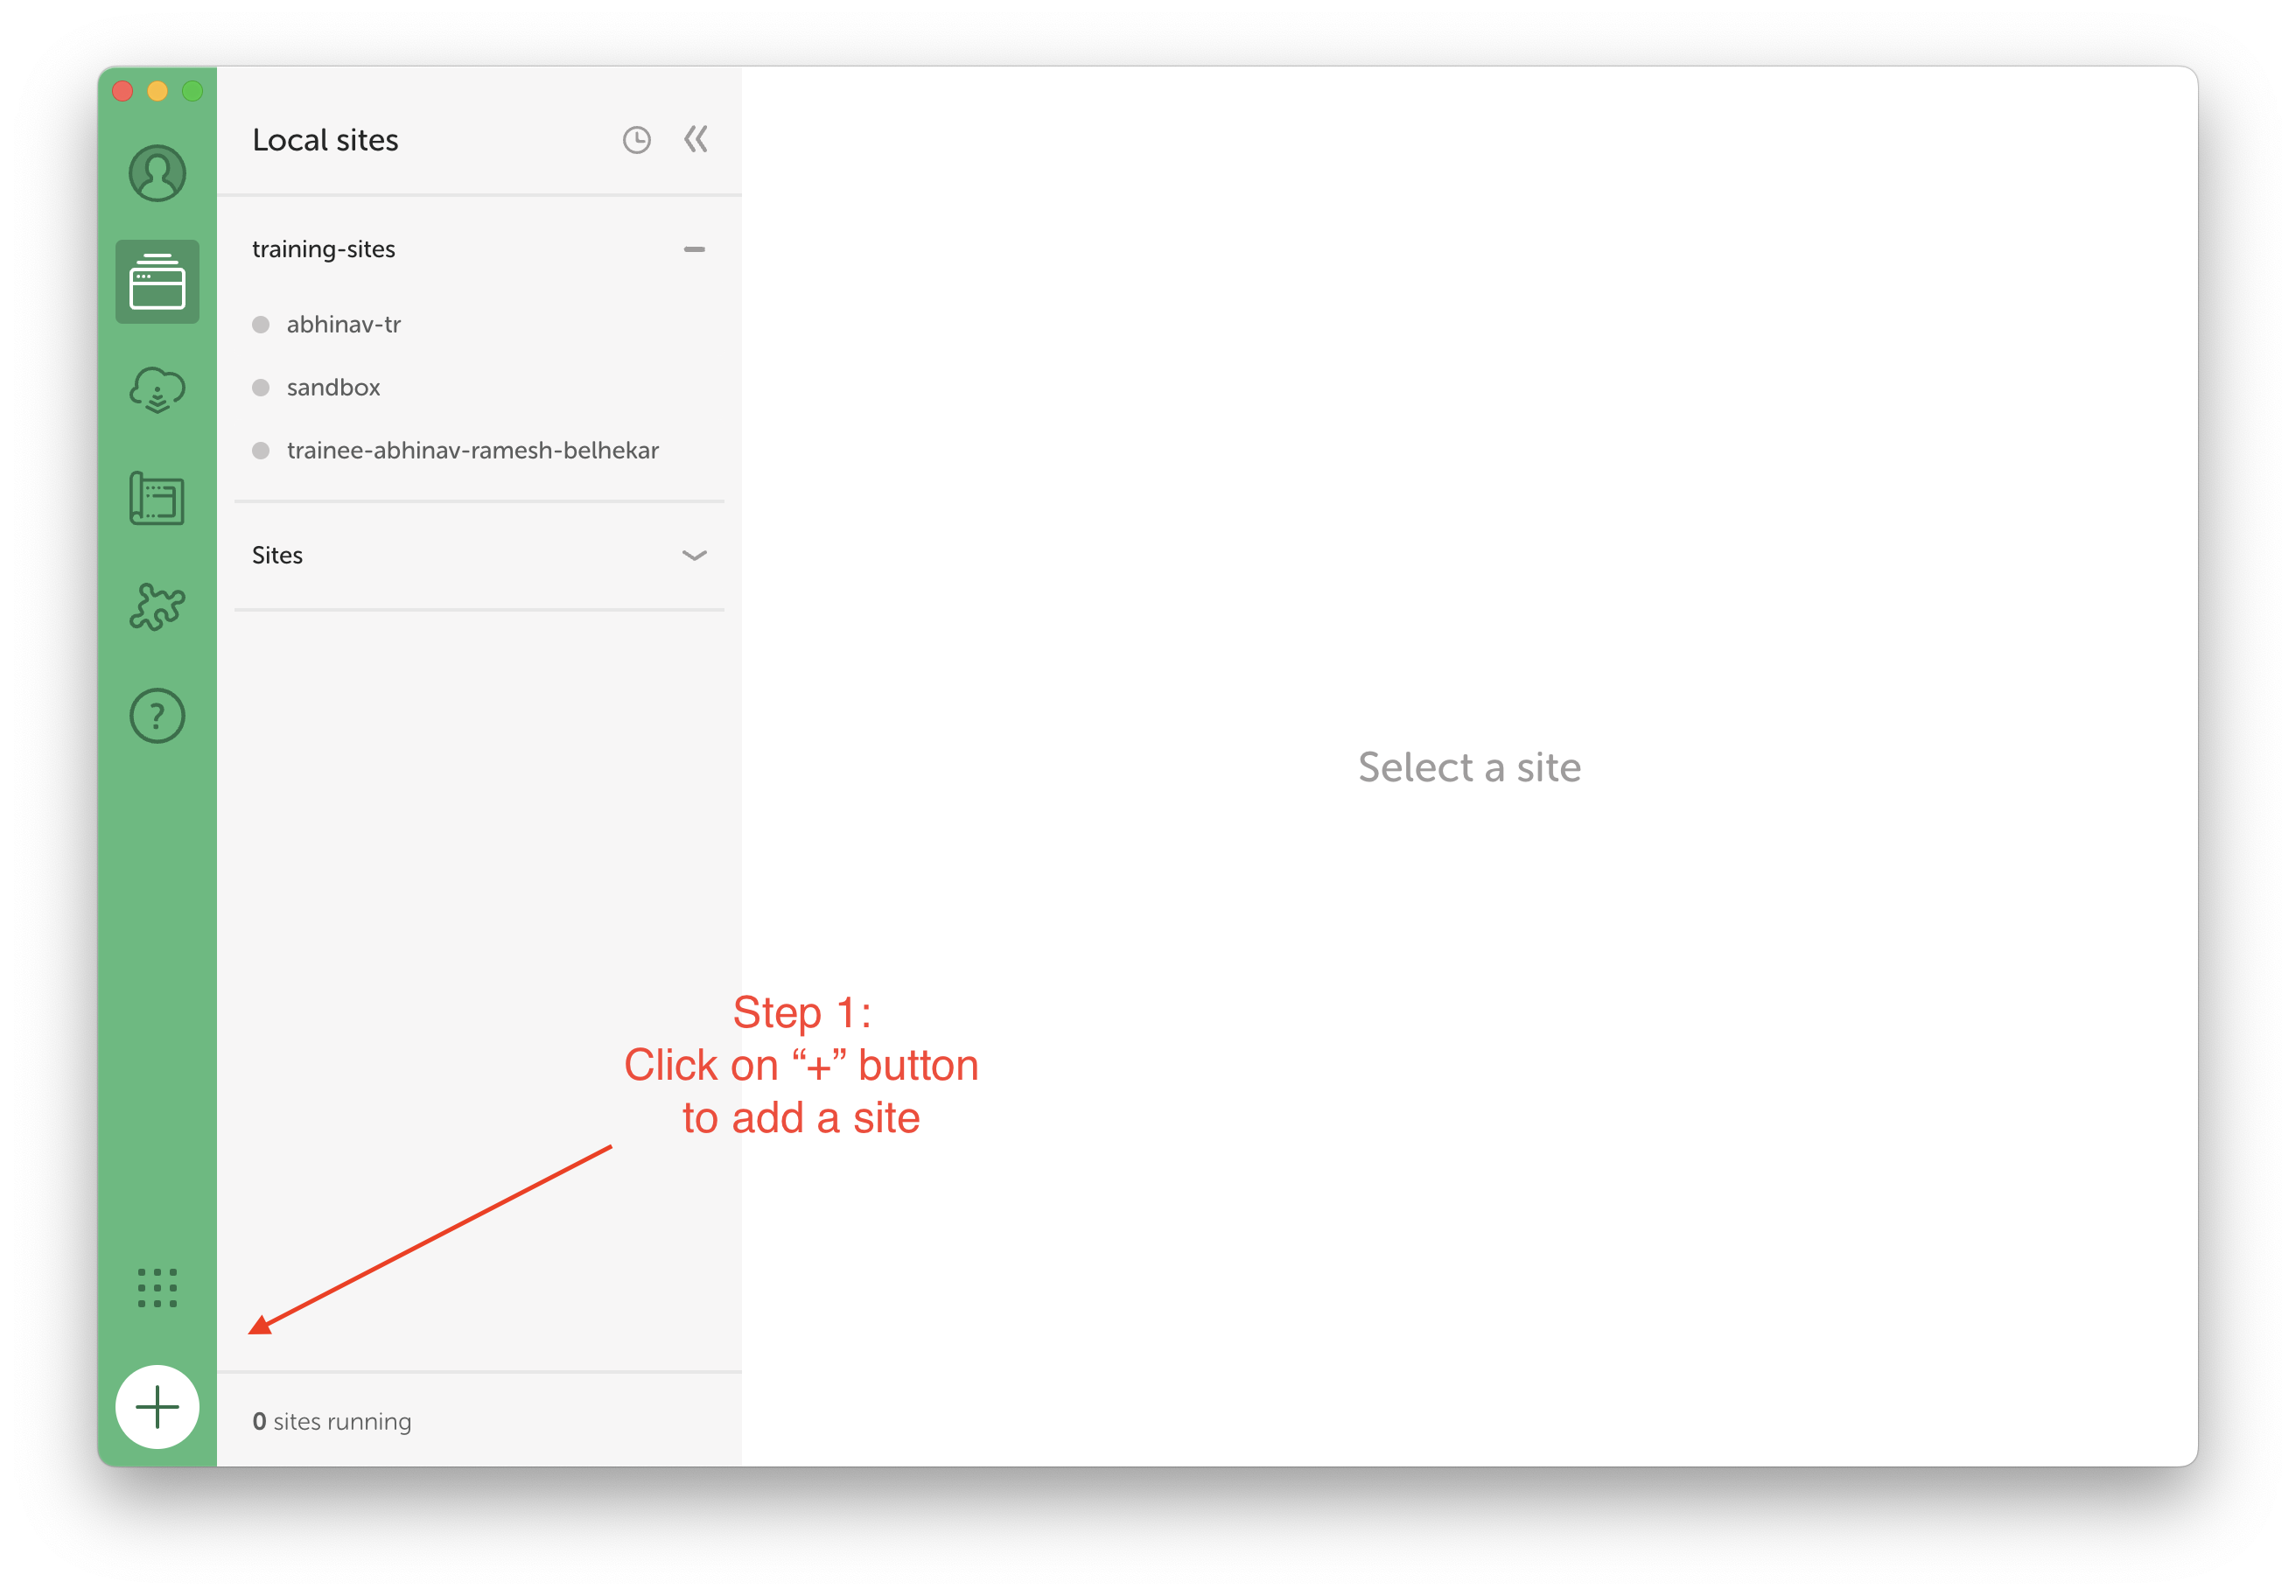 Local sites
training-sites
abhinav-tr
sandbox
trainee-abhinav-ramesh-belhekar
Sites
Select a site
Step 1:
Click on “+” button
to add a site
0 sites running